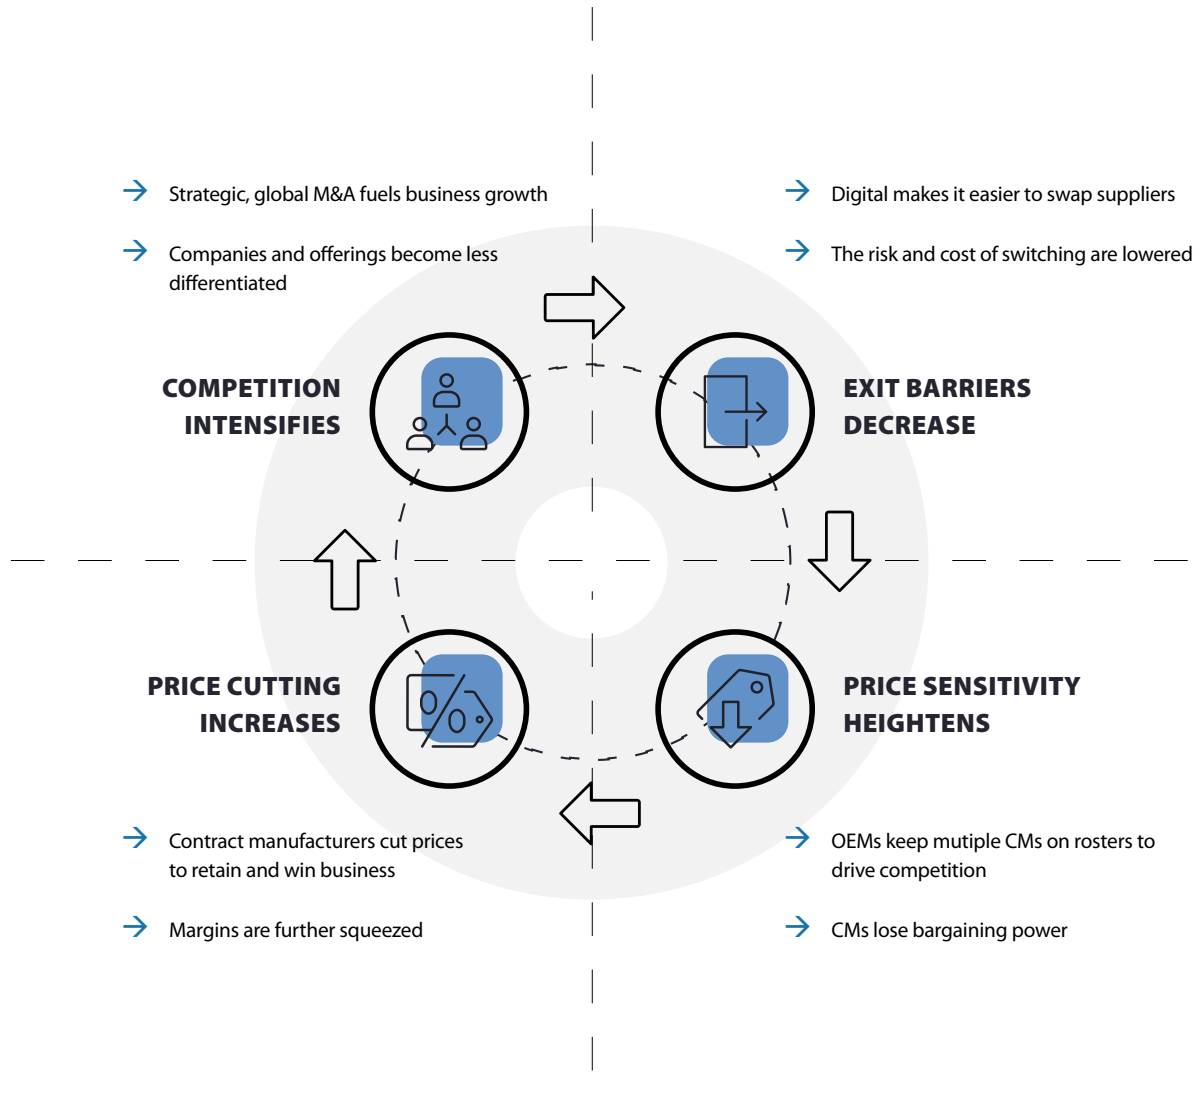 Strategic, global M&A fuels business growth
Companies and offerings become less
differentiated
COMPETITION
INTENSIFIES
Digital makes it easier to swap suppliers
The risk and cost of switching are lowered
EXIT BARRIERS
DECREASE
PRICE SENSITIVITY
HEIGHTENS
OEMs keep mutiple CMs on rosters to
drive competition
CMs lose bargaining power
PRICE CUTTING
INCREASES
Contract manufacturers cut prices
to retain and win business
Margins are further squeezed